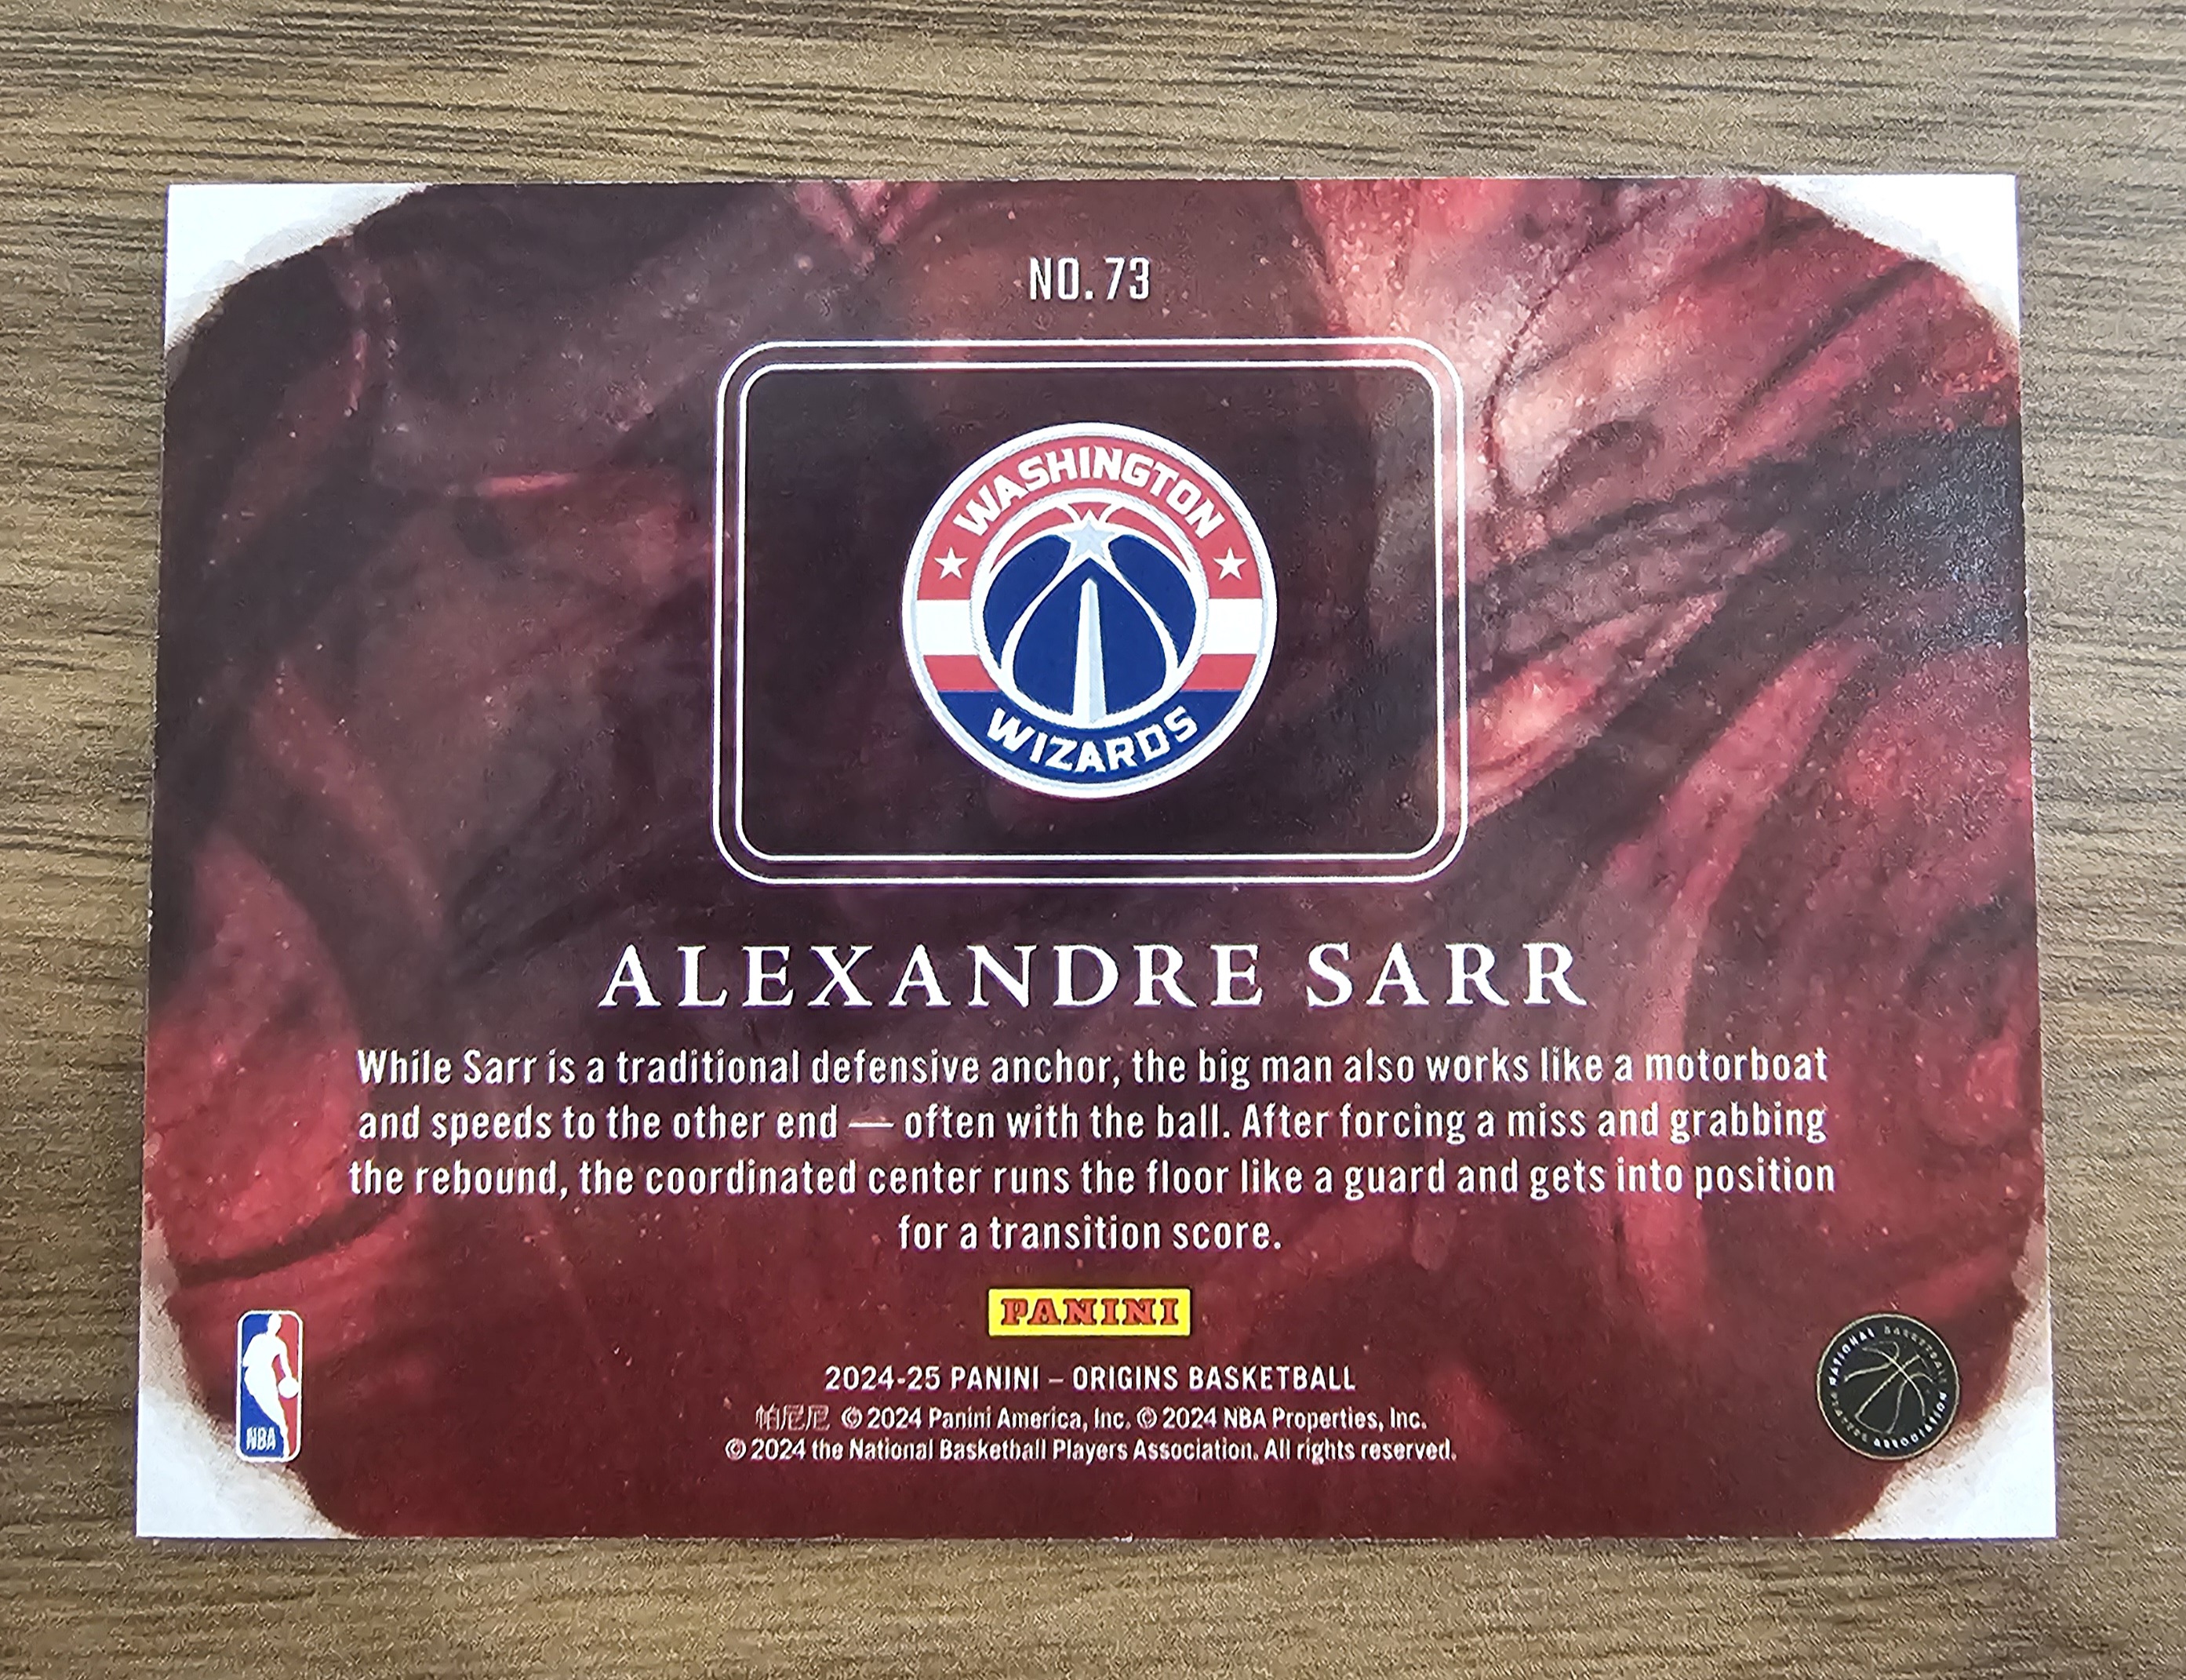 NO. 73
WASHINGTON
WIZARDS
ALEXANDRE SARR
While Sarr is a traditional defensive anchor, the big man also works like a motorboat
and speeds to the other end — often with the ball. After forcing a miss and grabbing
the rebound, the coordinated center runs the floor like a guard and gets into position
for a transition score.
PANINI
NBA
2024-25 PANINI – ORIGINS BASKETBALL
帕尼尼 © 2024 Panini America, Inc. © 2024 NBA Properties, Inc.
© 2024 the National Basketball Players Association. All rights reserved.
NATIONAL BASKETBALL PLAYERS ASSOCIATION